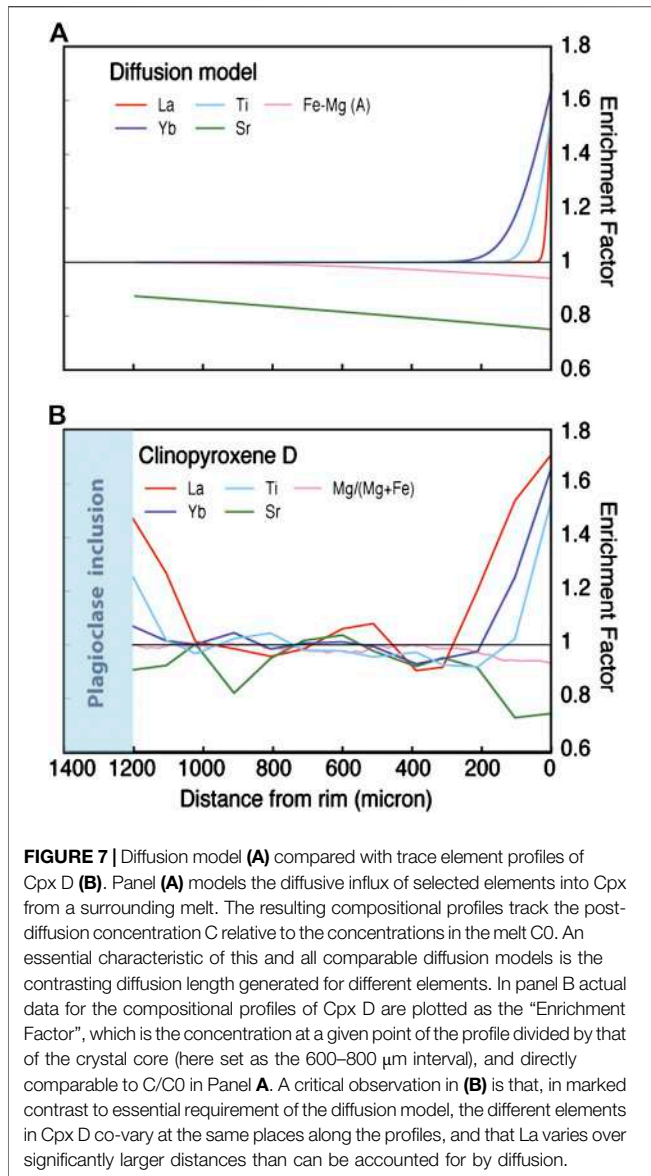 A
Diffusion model
La Ti Fe-Mg (A)
Yb Sr
1.8
1.6
1.4
1.2
1
0.8
0.6
Enrichment Factor
B
Clinopyroxene D
La Ti Mg/(Mg+Fe)
Yb Sr
Plagioclase inclusion
1.8
1.6
1.4
1.2
1
0.8
0.6
Enrichment Factor
1400 1200 1000 800 600 400 200 0
Distance from rim (micron)
FIGURE 7 | Diffusion model (A) compared with trace element profiles of
Cpx D (B). Panel (A) models the diffusive influx of selected elements into Cpx
from a surrounding melt. The resulting compositional profiles track the post-
diffusion concentration C relative to the concentrations in the melt C0. An
essential characteristic of this and all comparable diffusion models is the
contrasting diffusion length generated for different elements. In panel B actual
data for the compositional profiles of Cpx D are plotted as the “Enrichment
Factor”, which is the concentration at a given point of the profile divided by that
of the crystal core (here set as the 600–800 μm interval), and directly
comparable to C/C0 in Panel A. A critical observation in (B) is that, in marked
contrast to essential requirement of the diffusion model, the different elements
in Cpx D co-vary at the same places along the profiles, and that La varies over
significantly larger distances than can be accounted for by diffusion.